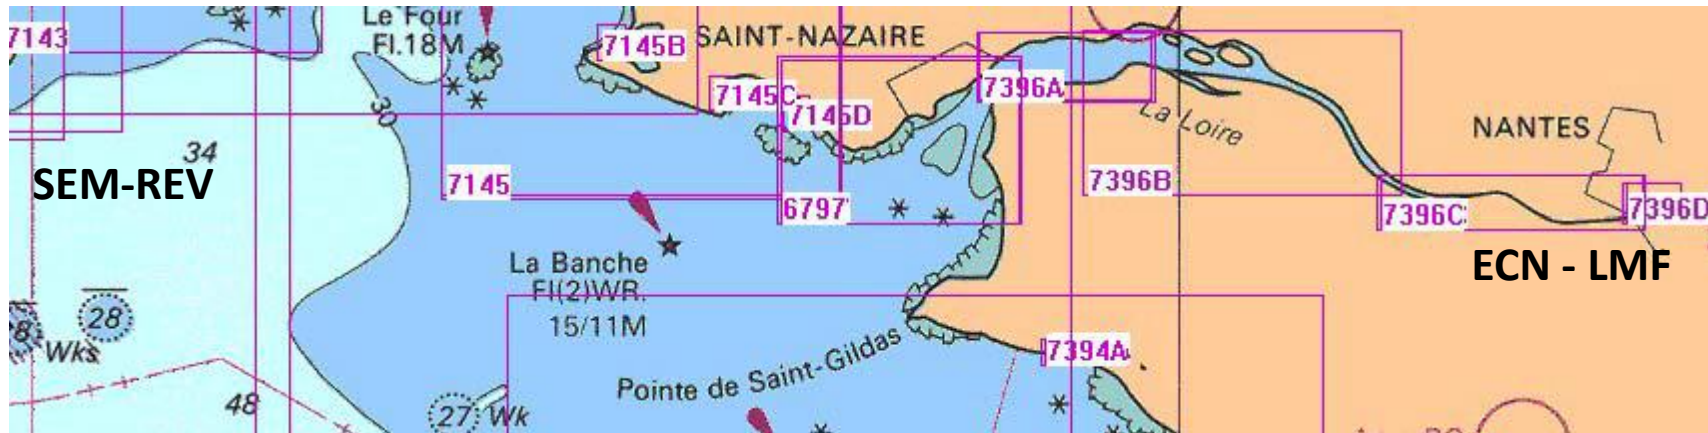 7143
Le Four
Fl.18M
7145B
SAINT-NAZAIRE
7145C
7145D
7396A
La Loire
NANTES
30
34
SEM-REV
7145
6797
7396B
7396C
7396D
La Banche
Fl(2)WR.
15/11M
ECN - LMF
28
8
Wks
7394A
Pointe de Saint-Gildas
48
27
Wk